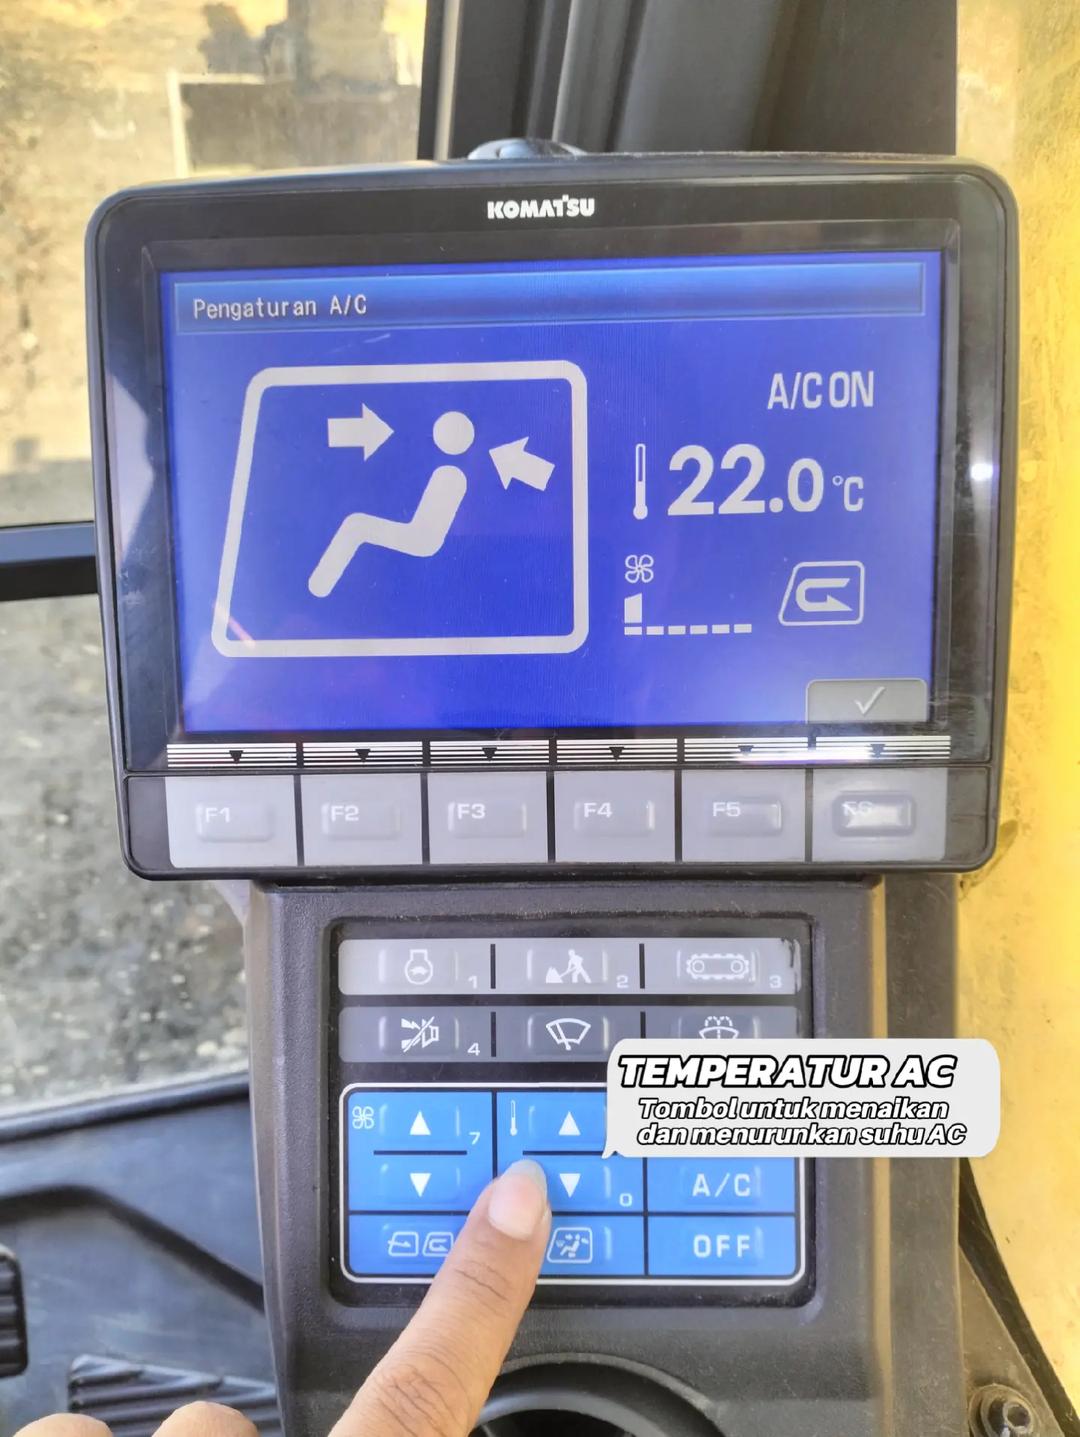 KOMATSU
Pengaturan A/C
A/C ON
22.0 °C
F1 F2 F3 F4 F5 F6
1 2 3
4
TEMPERATUR AC
Tombol untuk menaikan
dan menurunkan suhu AC
7
0
A/C
OFF